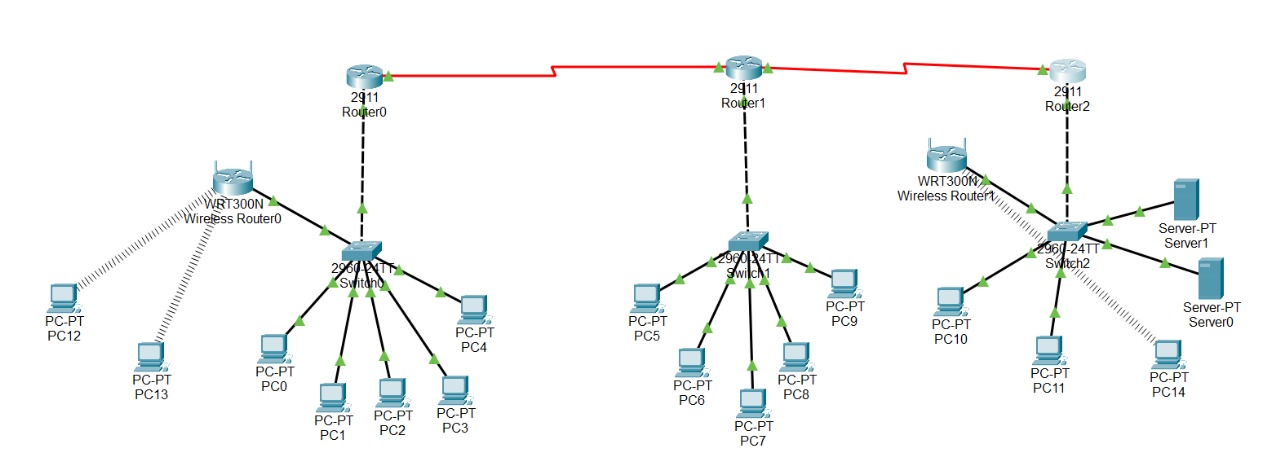 2911
Router0
2911
Router1
2911
Router2
WRT300N
Wireless Router0
WRT300N
Wireless Router1
2960-24TT
Switch0
2960-24TT
Switch1
2960-24TT
Switch2
Server-PT
Server1
Server-PT
Server0
PC-PT
PC12
PC-PT
PC13
PC-PT
PC0
PC-PT
PC1
PC-PT
PC2
PC-PT
PC3
PC-PT
PC4
PC-PT
PC5
PC-PT
PC6
PC-PT
PC7
PC-PT
PC8
PC-PT
PC9
PC-PT
PC10
PC-PT
PC11
PC-PT
PC14